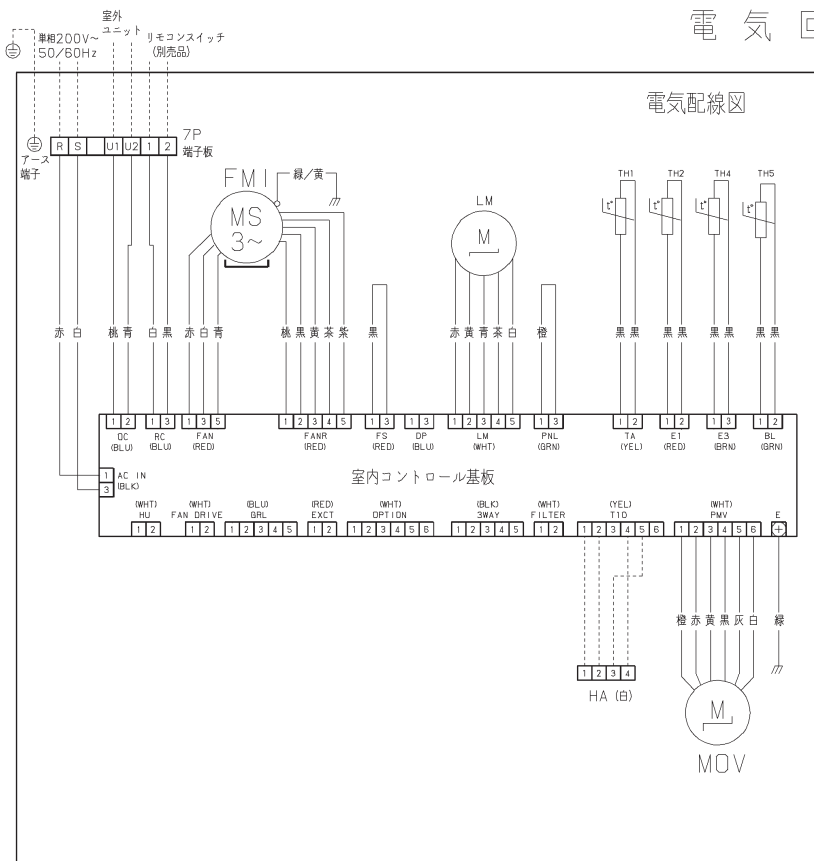 電 気
室外
ユニット
単相200V～
50/60Hz
リモコンスイッチ
(別売品)
電気配線図
アース
端子
R S U1 U2 1 2
7P
端子板
FM1
緑/黄
MS
3～
LM
M
TH1 TH2 TH4 TH5
t° t° t° t°
赤 白 桃 青 白 黒 赤 白 青 桃 黒 黄 茶 紫 黒 赤 黄 青 茶 白 橙 黒 黒 黒 黒 黒 黒 黒 黒
1 2 1 3 1 3 5 1 2 3 4 5 1 3 1 3 1 2 3 4 5 1 3 1 2 1 2 1 3 1 2
OC RC FAN FANR FS DP LM PNL TA E1 E3 BL
(BLU) (BLU) (RED) (RED) (RED) (BLU) (WHT) (GRN) (YEL) (RED) (BRN) (GRN)
1 AC IN
3 (BLK)
室内コントロール基板
(WHT) (WHT) (BLU) (RED) (WHT) (BLK) (WHT) (YEL) (WHT)
HU FAN DRIVE GRL EXCT OPTION 3WAY FILTER T10 PMV E
1 2 1 2 1 2 3 4 5 1 2 1 2 3 4 5 6 1 2 3 4 5 1 2 1 2 3 4 5 6 1 2 3 4 5 6
橙 赤 黄 黒 灰 白 緑
1 2 3 4
HA (白)
M
MOV